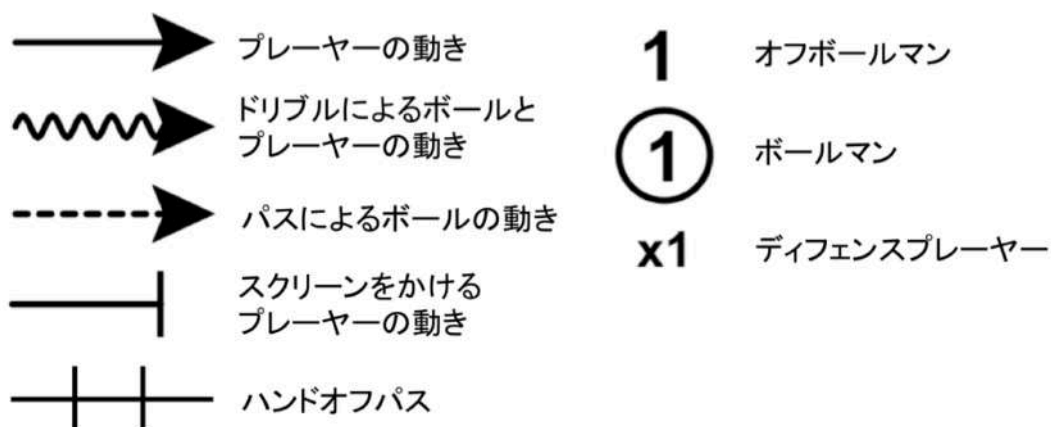 プレーヤーの動き
ドリブルによるボールと
プレーヤーの動き
パスによるボールの動き
スクリーンをかける
プレーヤーの動き
ハンドオフパス
1 オフボールマン
1 ボールマン
x1 ディフェンスプレーヤー